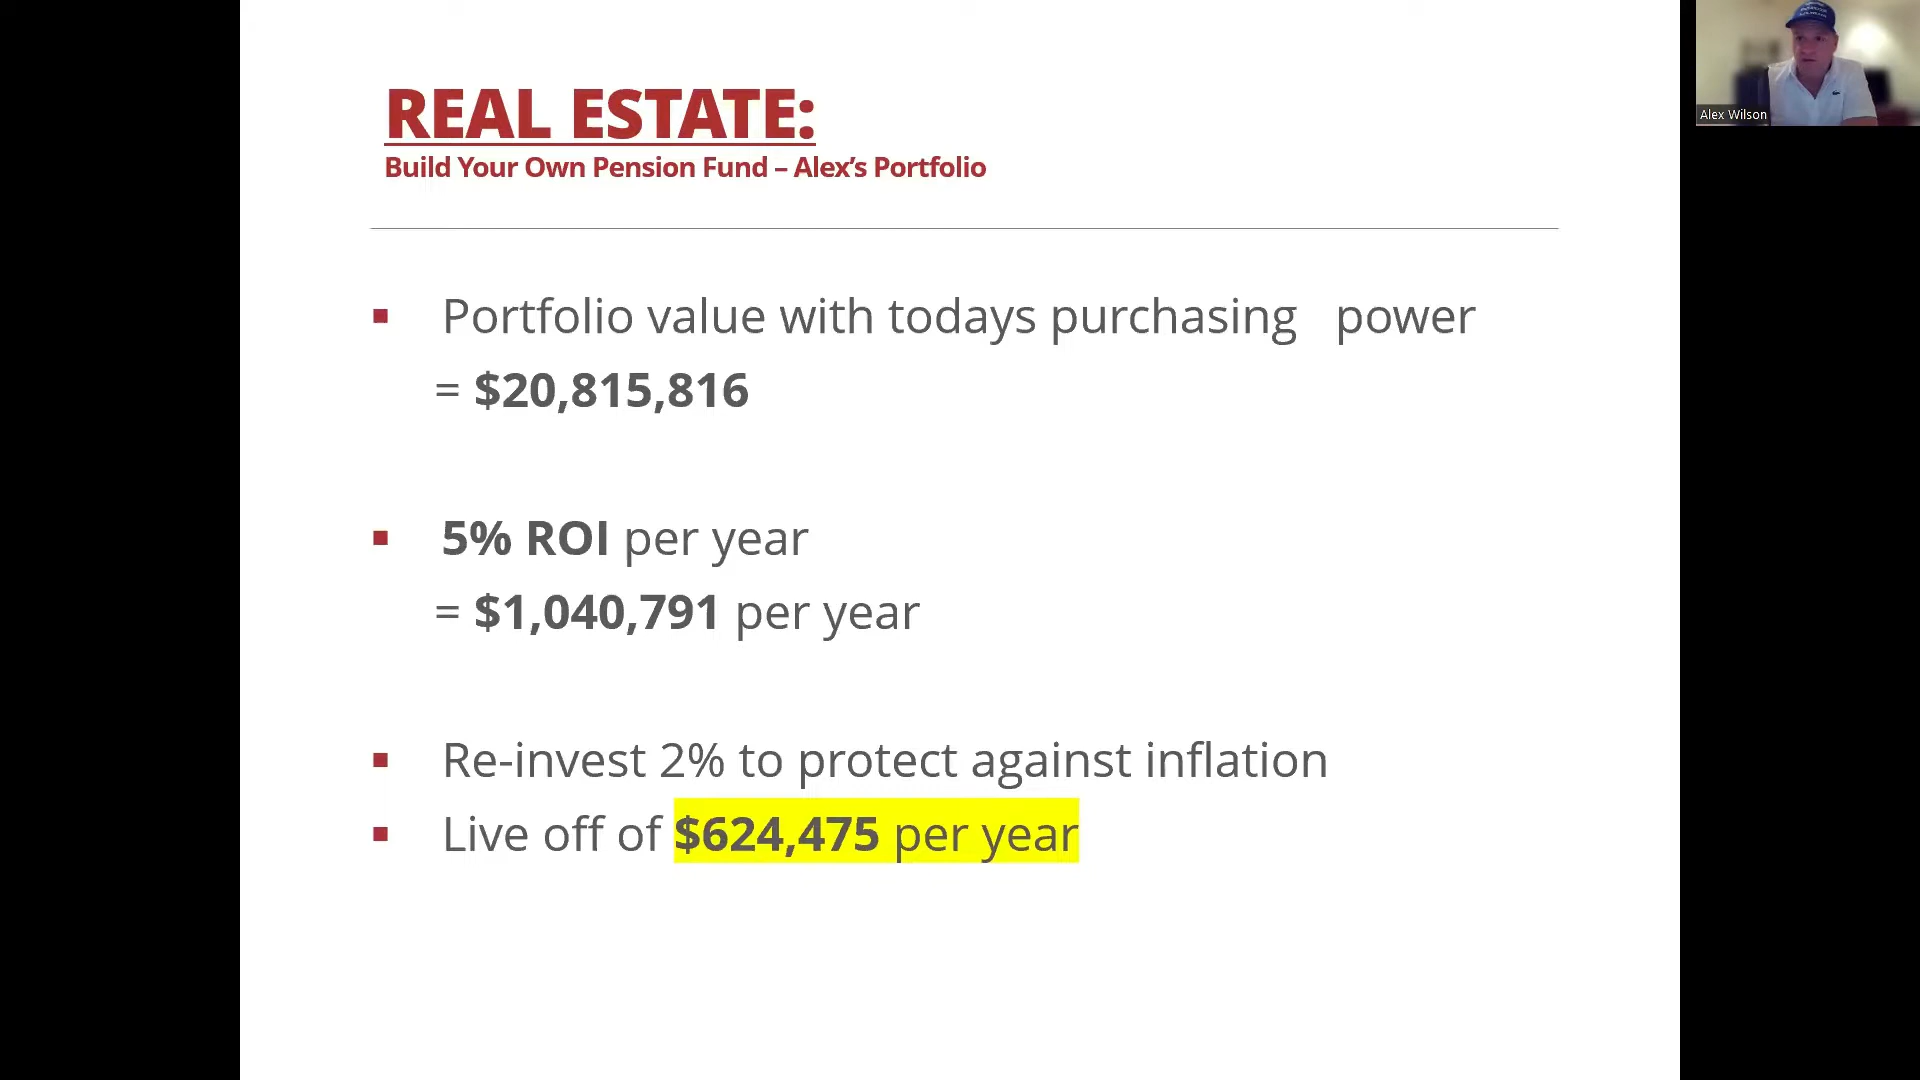 REAL ESTATE:
Build Your Own Pension Fund – Alex’s Portfolio
Portfolio value with todays purchasing power
= $20,815,816
5% ROI per year
= $1,040,791 per year
Re-invest 2% to protect against inflation
Live off of $624,475 per year
Alex Wilson